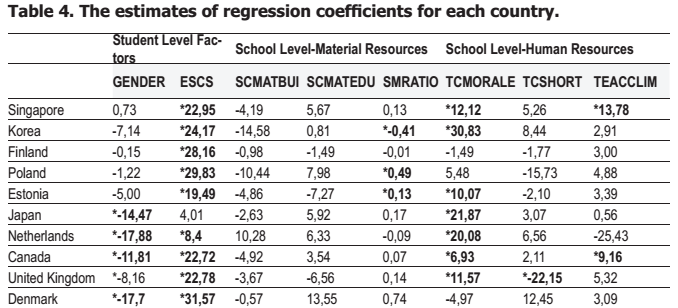 Table 4. The estimates of regression coefficients for each country.
Student Level Fac-
tors School Level-Material Resources School Level-Human Resources
GENDER ESCS SCMATBUI SCMATEDU SMRATIO TCMORALE TCSHORT TEACCLIM
Singapore 0,73 *22,95 -4,19 5,67 0,13 *12,12 5,26 *13,78
Korea -7,14 *24,17 -14,58 0,81 *-0,41 *30,83 8,44 2,91
Finland -0,15 *28,16 -0,98 -1,49 -0,01 -1,49 -1,77 3,00
Poland -1,22 *29,83 -10,44 7,98 *0,49 5,48 -15,73 4,88
Estonia -5,00 *19,49 -4,86 -7,27 *0,13 *10,07 -2,10 3,39
Japan *-14,47 4,01 -2,63 5,92 0,17 *21,87 3,07 0,56
Netherlands *-17,88 *8,4 10,28 6,33 -0,09 *20,08 6,56 -25,43
Canada *-11,81 *22,72 -4,92 3,54 0,07 *6,93 2,11 *9,16
United Kingdom *-8,16 *22,78 -3,67 -6,56 0,14 *11,57 *-22,15 5,32
Denmark *-17,7 *31,57 -0,57 13,55 0,74 -4,97 12,45 3,09